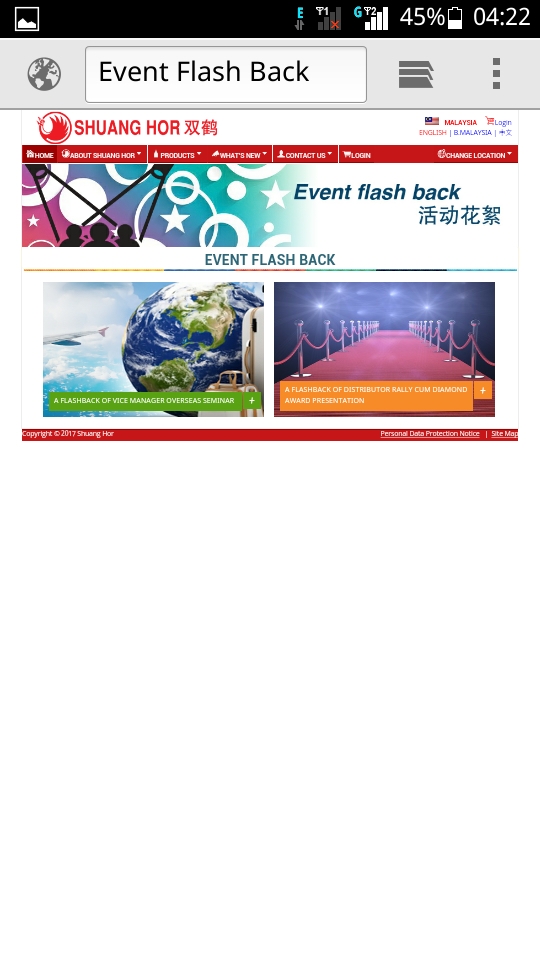 E T1 G T2 45% 04:22
Event Flash Back
SHUANG HOR 双鹤
MALAYSIA Login
ENGLISH | B.MALAYSIA | 中文
HOME ABOUT SHUANG HOR PRODUCTS WHAT'S NEW CONTACT US LOGIN CHANGE LOCATION
Event flash back
活动花絮
EVENT FLASH BACK
A FLASHBACK OF VICE MANAGER OVERSEAS SEMINAR +
A FLASHBACK OF DISTRIBUTOR RALLY CUM DIAMOND +
AWARD PRESENTATION
Copyright © 2017 Shuang Hor Personal Data Protection Notice | Site Map